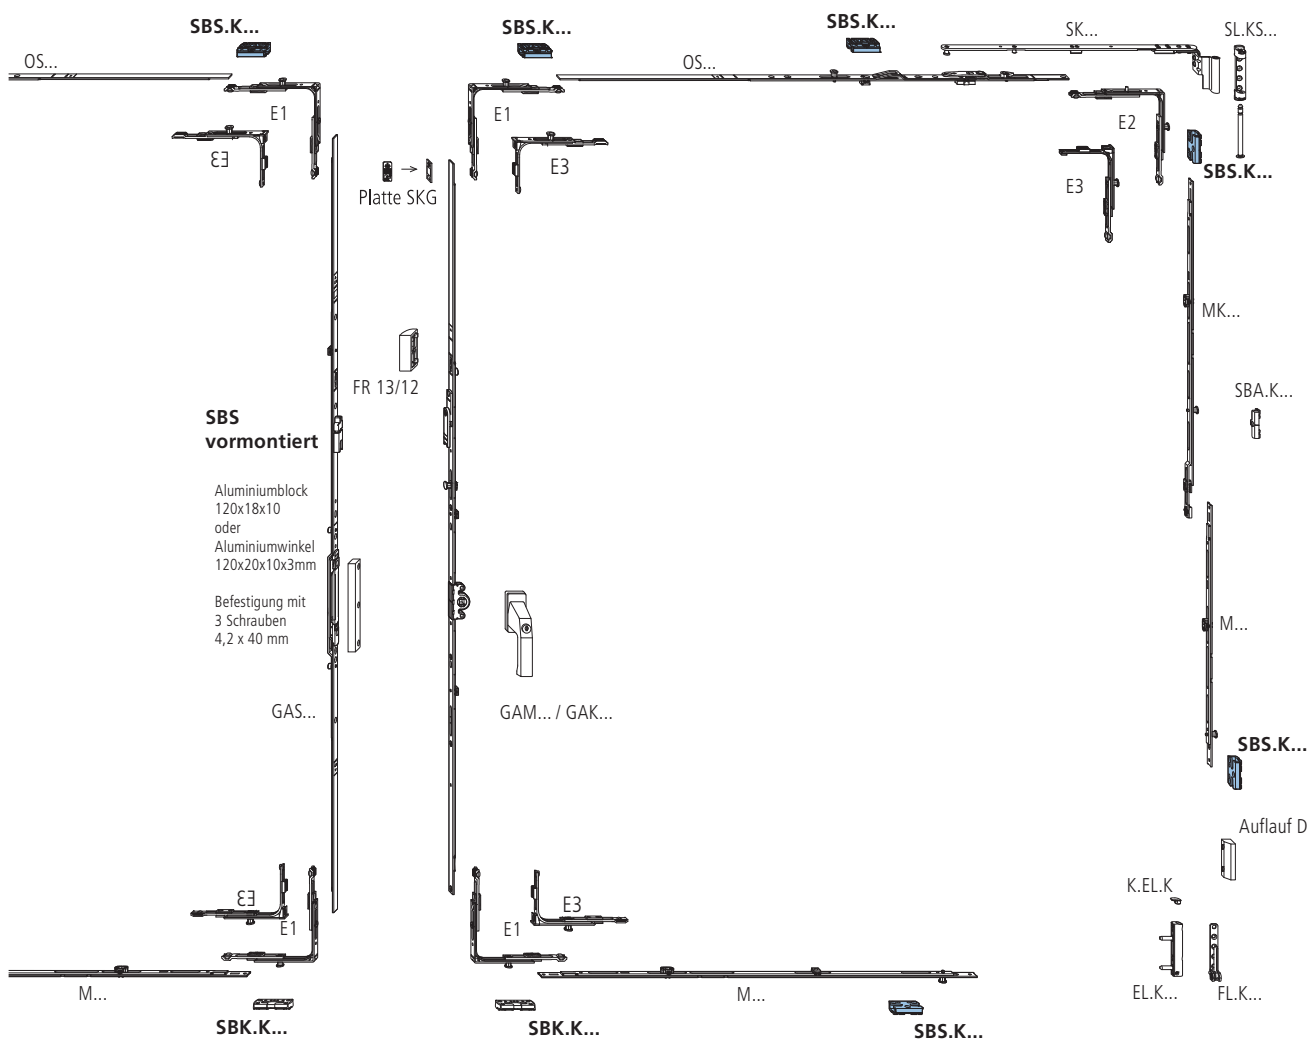 SBS.K...
SBS.K...
SBS.K...
SK...
SL.KS...
OS...
OS...
E1
E1
E2
E3
E3
E3
SBS.K...
Platte SKG
MK...
FR 13/12
SBA.K...
SBS
vormontiert
Aluminiumblock
120x18x10
oder
Aluminiumwinkel
120x20x10x3mm
Befestigung mit
3 Schrauben
4,2 x 40 mm
M...
GAS...
GAM... / GAK...
SBS.K...
Auflauf D
K.EL.K
E3
E3
E1
E1
M...
M...
EL.K...
FL.K...
SBK.K...
SBK.K...
SBS.K...